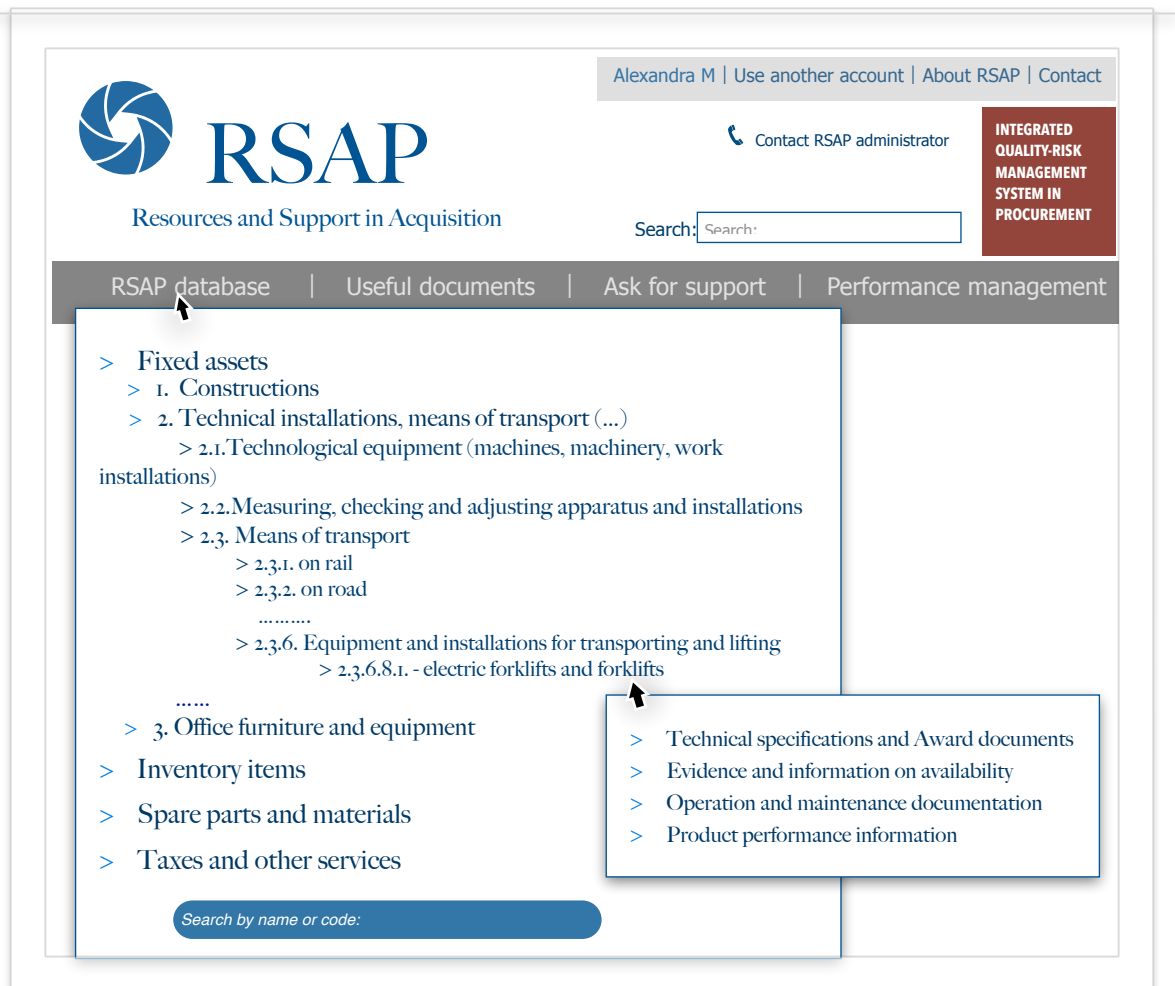 Alexandra M | Use another account | About RSAP | Contact
RSAP
Resources and Support in Acquisition
Contact RSAP administrator
Search: Search:
INTEGRATED
QUALITY-RISK
MANAGEMENT
SYSTEM IN
PROCUREMENT
RSAP database | Useful documents | Ask for support | Performance management
> Fixed assets
> 1. Constructions
> 2. Technical installations, means of transport (...)
> 2.1.Technological equipment (machines, machinery, work
installations)
> 2.2.Measuring, checking and adjusting apparatus and installations
> 2.3. Means of transport
> 2.3.1. on rail
> 2.3.2. on road
..........
> 2.3.6. Equipment and installations for transporting and lifting
> 2.3.6.8.1. - electric forklifts and forklifts
......
> 3. Office furniture and equipment
> Inventory items
> Spare parts and materials
> Taxes and other services
Search by name or code:
> Technical specifications and Award documents
> Evidence and information on availability
> Operation and maintenance documentation
> Product performance information